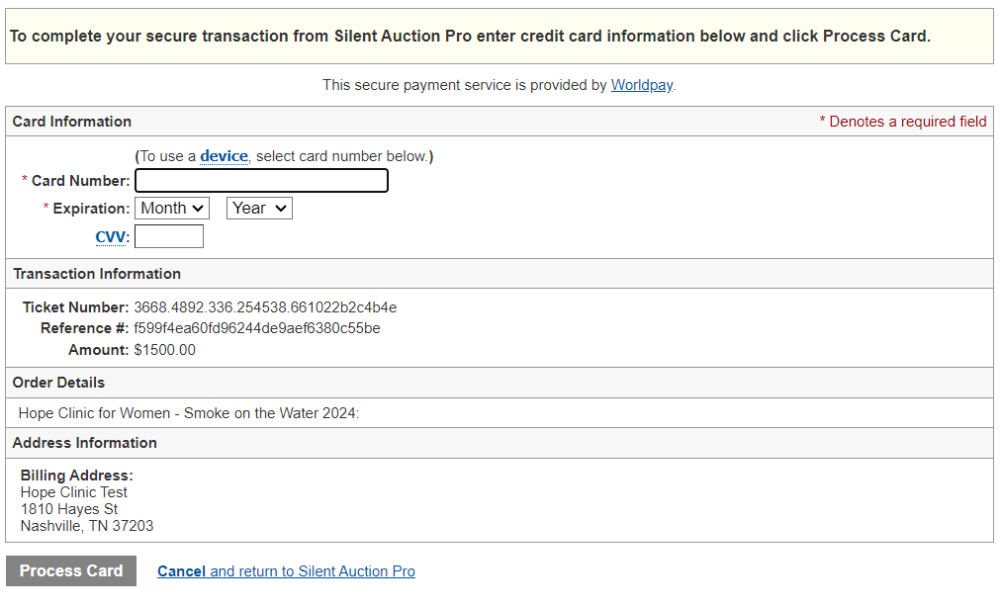 To complete your secure transaction from Silent Auction Pro enter credit card information below and click Process Card.
This secure payment service is provided by Worldpay.
Card Information * Denotes a required field
(To use a device, select card number below.)
* Card Number:
* Expiration: Month Year
CVV:
Transaction Information
Ticket Number: 3668.4892.336.254538.661022b2c4b4e
Reference #: f599f4ea60fd96244de9aef6380c55be
Amount: $1500.00
Order Details
Hope Clinic for Women - Smoke on the Water 2024:
Address Information
Billing Address:
Hope Clinic Test
1810 Hayes St
Nashville, TN 37203
Process Card Cancel and return to Silent Auction Pro